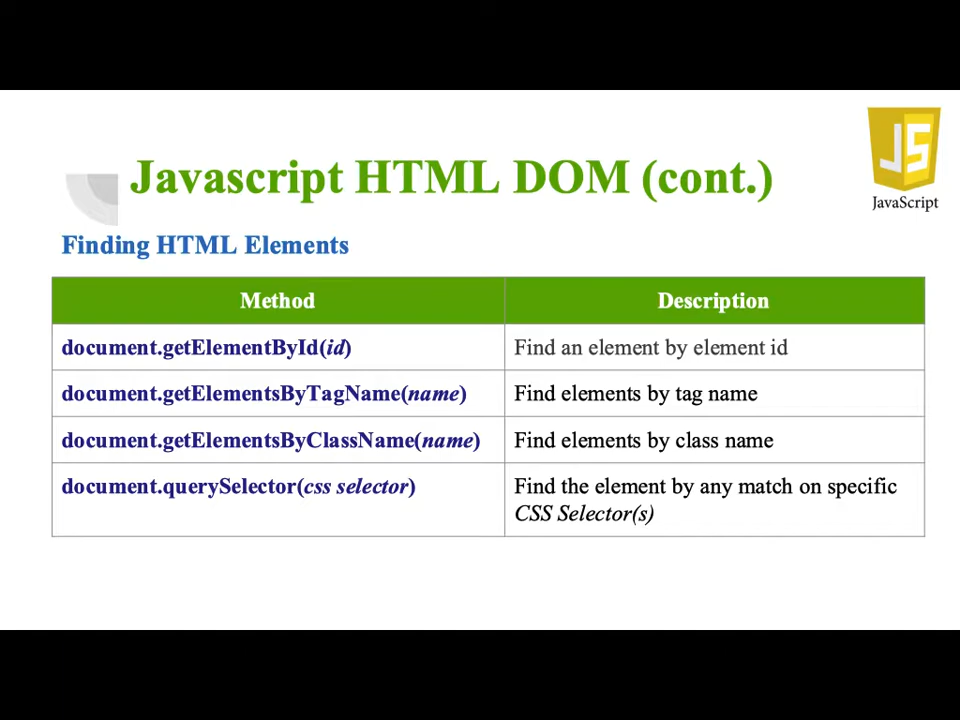 JS
JavaScript
Javascript HTML DOM (cont.)
Finding HTML Elements
Method Description
document.getElementById(id) Find an element by element id
document.getElementsByTagName(name) Find elements by tag name
document.getElementsByClassName(name) Find elements by class name
document.querySelector(css selector) Find the element by any match on specific
CSS Selector(s)